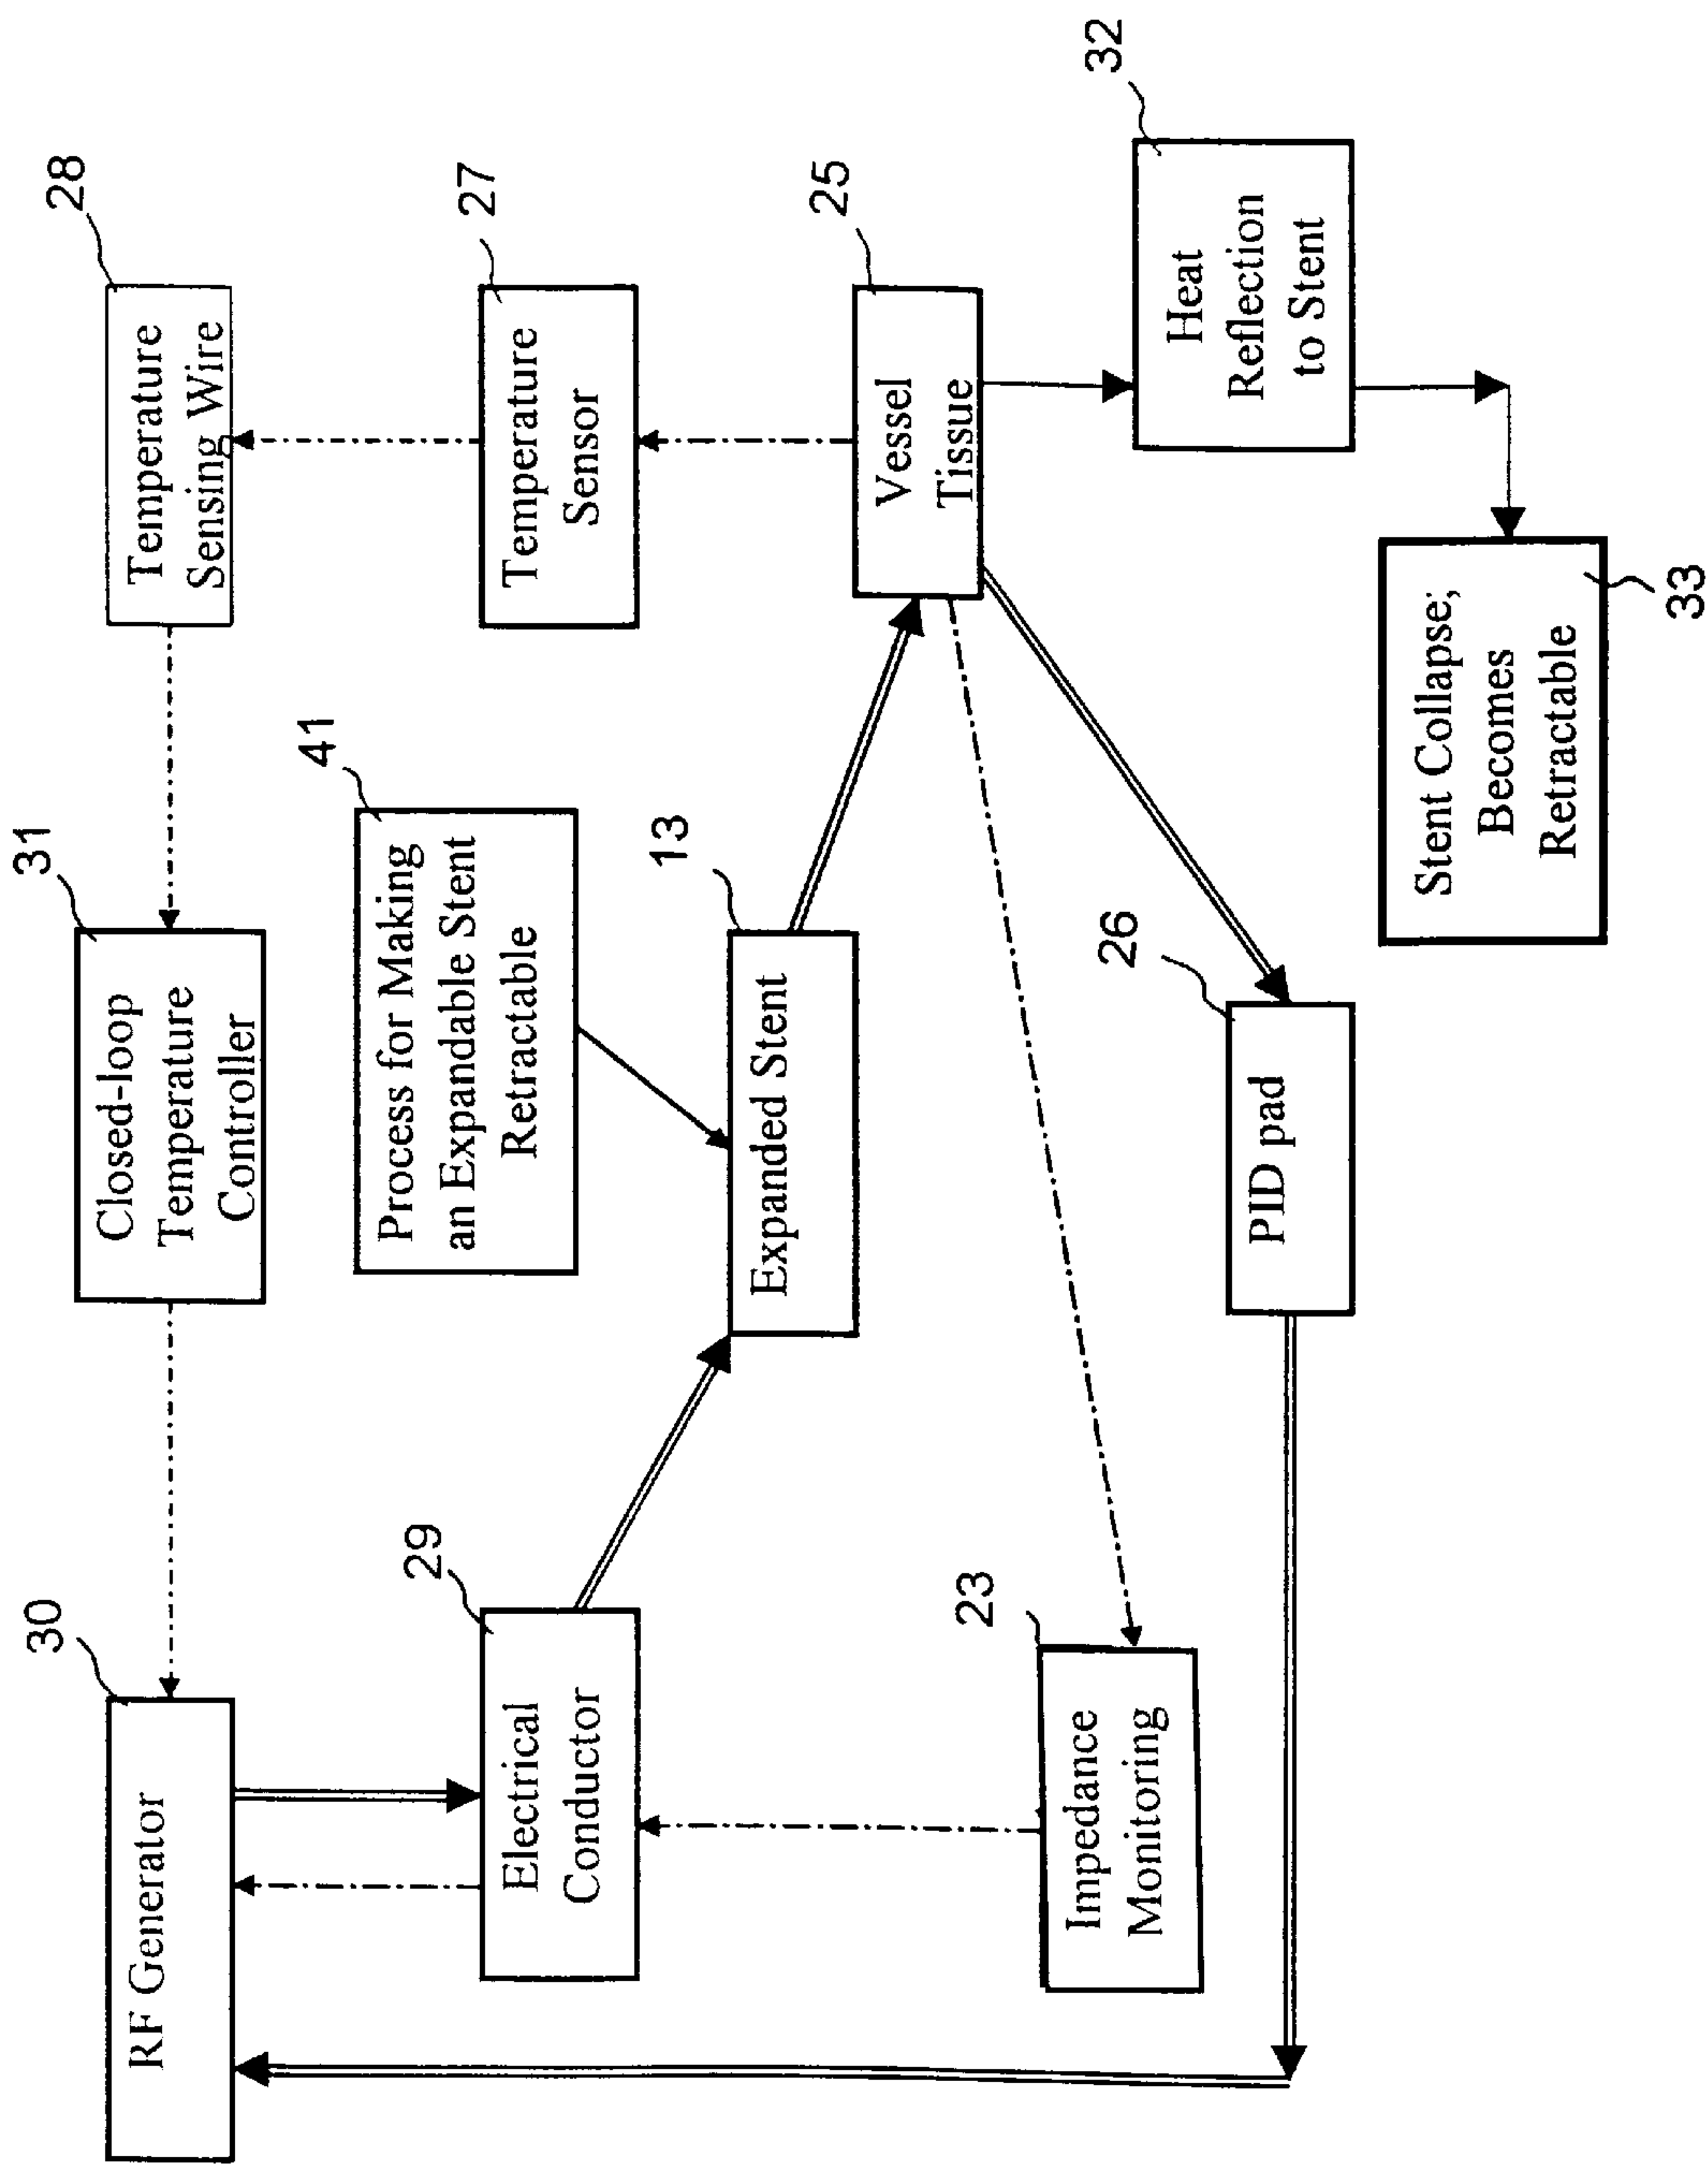 30
RF Generator
31
Closed-loop
Temperature
Controller
28
Temperature
Sensing Wire
41
Process for Making
an Expandable Stent
Retractable
29
Electrical
Conductor
27
Temperature
Sensor
13
Expanded Stent
25
Vessel
Tissue
23
Impedance
Monitoring
26
PID pad
32
Heat
Reflection
to Stent
Stent Collapse;
Becomes
Retractable
33